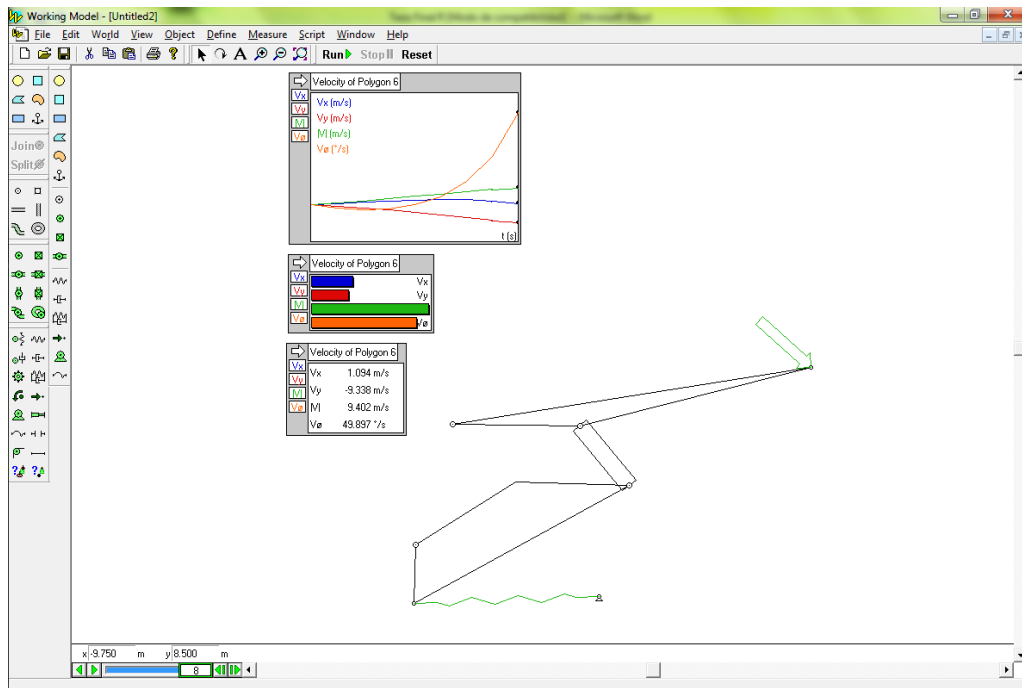 Working Model - [Untitled2]
File Edit World View Object Define Measure Script Window Help
A Run Stop Reset
Join
Split
Velocity of Polygon 6
Vx
Vy
|V|
Vø
Vx (m/s)
Vy (m/s)
|V| (m/s)
Vø (°/s)
t (s)
Velocity of Polygon 6
Vx
Vy
|V|
Vø
Vx
Vy
Vø
Velocity of Polygon 6
Vx
Vy
|V|
Vø
Vx 1.094 m/s
Vy -9.338 m/s
|V| 9.402 m/s
Vø 49.897 °/s
x -9.750 m y 8.500 m
8